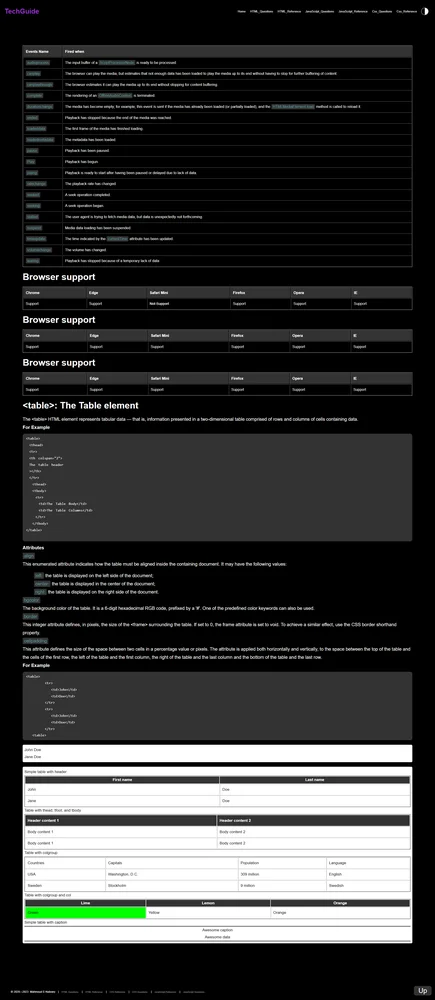 TechGuide
Home HTML_Questions HTML_Reference JavaScript_Questions JavaScript_Reference Css_Questions Css_Reference
Events Name Fired when
The input buffer of a is ready to be processed
The browser can play the media, but estimates that not enough data has been loaded to play the media up to its end without having to stop for further buffering of content
The browser estimates it can play the media up to its end without stopping for content buffering
The rendering of an is terminated
The media has become empty; for example, this event is sent if the media has already been loaded (or partially loaded), and the method is called to reload it
Playback has stopped because the end of the media was reached
The first frame of the media has finished loading
The metadata has been loaded
Playback has been paused
Play Playback has begun
Playback is ready to start after having been paused or delayed due to lack of data
The playback rate has changed
A seek operation completed
A seek operation began
The user agent is trying to fetch media data, but data is unexpectedly not forthcoming
Media data loading has been suspended
The time indicated by the attribute has been updated
The volume has changed
Playback has stopped because of a temporary lack of data
Browser support
Chrome Edge Safari Mini Firefox Opera IE
Support Support Not Support Support Support Support
Browser support
Chrome Edge Safari Mini Firefox Opera IE
Support Support Support Support Support Support
Browser support
Chrome Edge Safari Mini Firefox Opera IE
Support Support Support Support Support Support
<table>: The Table element
The <table> HTML element represents tabular data — that is, information presented in a two-dimensional table comprised of rows and columns of cells containing data.
For Example
<table>
<thead>
<tr>
<th colspan="2">
The table header
</th>
</tr>
<thead>
<tbody>
<tr>
<td>The Table Body</td>
<td>The Table Column</td>
</tr>
</tbody>
</table>
Attributes
align
This enumerated attribute indicates how the table must be aligned inside the containing document. It may have the following values:
left the table is displayed on the left side of the document;
center the table is displayed in the center of the document;
right the table is displayed on the right side of the document.
bgcolor
The background color of the table. It is a 6-digit hexadecimal RGB code, prefixed by a '#'. One of the predefined color keywords can also be used.
border
This integer attribute defines, in pixels, the size of the <frame> surrounding the table. If set to 0, the frame attribute is set to void. To achieve a similar effect, use the CSS border shorthand
property.
cellpadding
This attribute defines the size of the space between two cells in a percentage value or pixels. The attribute is applied both horizontally and vertically, to the space between the top of the table and
the cells of the first row, the left of the table and the first column, the right of the table and the last column and the bottom of the table and the last row.
For Example
<table>
<tr>
<td>John</td>
<td>Doe</td>
</tr>
<tr>
<td>Jane</td>
<td>Doe</td>
</tr>
<table>
John Doe
Jane Doe
Simple table with header
First name Last name
John Doe
Jane Doe
Table with thead, tfoot, and tbody
Header content 1 Header content 2
Body content 1 Body content 2
Body content 1 Body content 2
Table with colgroup
Countries Capitals Population Language
USA Washington, D.C. 309 million English
Sweden Stockholm 9 million Swedish
Table with colgroup and col
Lime Lemon Orange
Green Yellow Orange
Simple table with caption
Awesome caption
Awesome data
Up